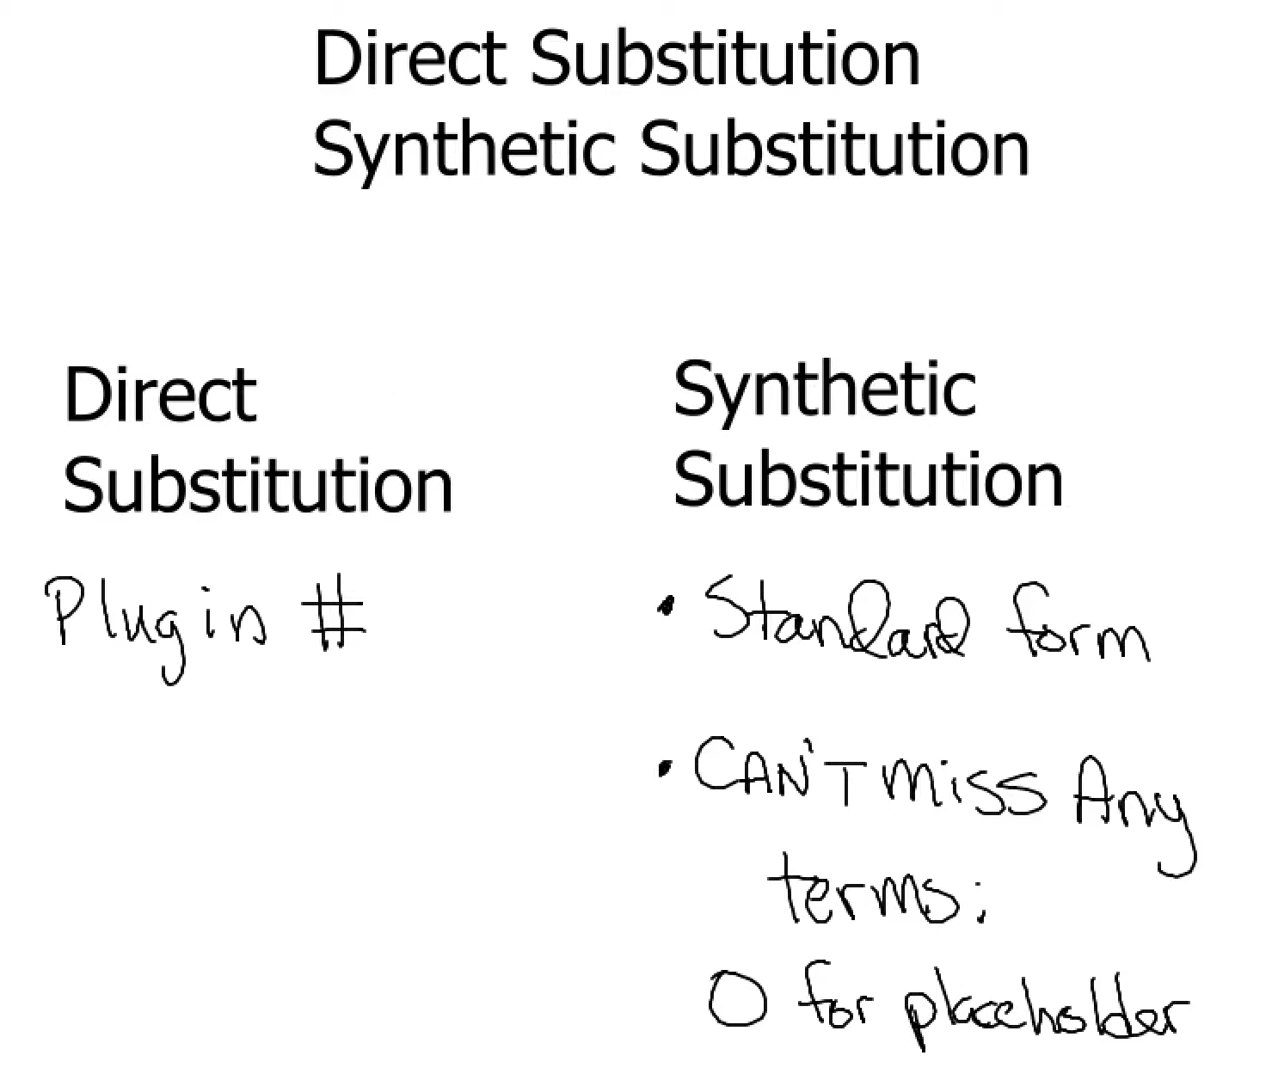 Direct Substitution
Synthetic Substitution
Direct
Substitution
Plug in #
Synthetic
Substitution
• Standard form
• CAN'T miss Any
terms;
0 for placeholder